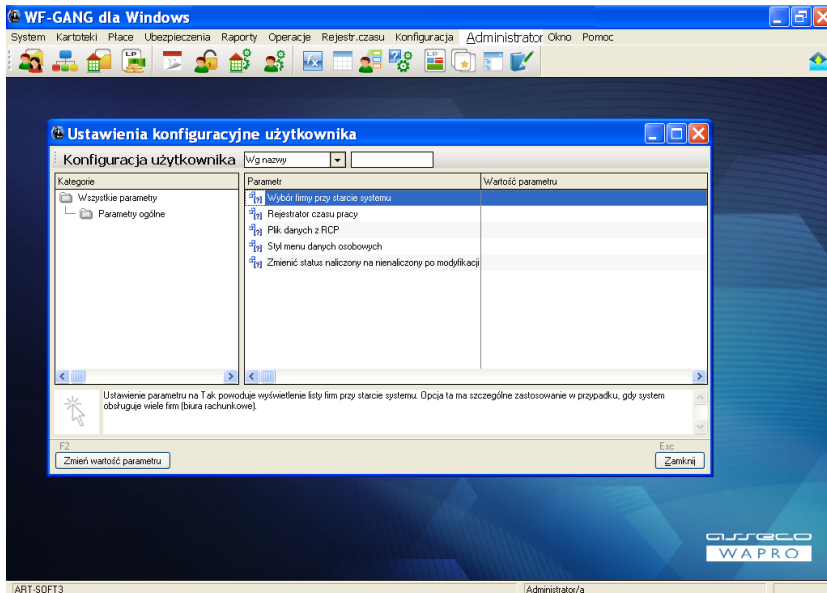 WF-GANG dla Windows
System Kartoteki Płace Ubezpieczenia Raporty Operacje Rejestr.czasu Konfiguracja Administrator Okno Pomoc
LP
LP
Ustawienia konfiguracyjne użytkownika
Konfiguracja użytkownika Wg nazwy
Kategorie Parametr Wartość parametru
Wszystkie parametry Wybór firmy przy starcie systemu
Parametry ogólne Rejestrator czasu pracy
Plik danych z RCP
Styl menu danych osobowych
Zmienić status naliczony na nienaliczony po modyfikacji
Ustawienie parametru na Tak powoduje wyświetlenie listy firm przy starcie systemu. Opcja ta ma szczególne zastosowanie w przypadku, gdy system
obsługuje wiele firm (biura rachunkowe).
F2 Esc
Zmień wartość parametru Zamknij
asseco
WAPRO
ART-SOFT3 Administrator/a